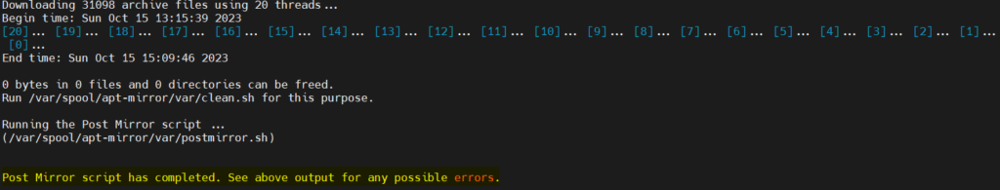 Downloading 31098 archive files using 20 threads...
Begin time: Sun Oct 15 13:15:39 2023
[20]... [19]... [18]... [17]... [16]... [15]... [14]... [13]... [12]... [11]... [10]... [9]... [8]... [7]... [6]... [5]... [4]... [3]... [2]... [1]...
[0]...
End time: Sun Oct 15 15:09:46 2023
0 bytes in 0 files and 0 directories can be freed.
Run /var/spool/apt-mirror/var/clean.sh for this purpose.
Running the Post Mirror script ...
(/var/spool/apt-mirror/var/postmirror.sh)
Post Mirror script has completed. See above output for any possible errors.